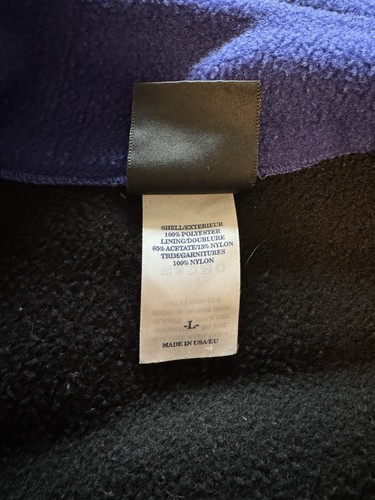 SHELL/EXTERIEUR
100% POLYESTER
LINING/DOUBLURE
85% ACETATE/15% NYLON
TRIM/GARNITURES
100% NYLON
-L-
MADE IN USA/EU